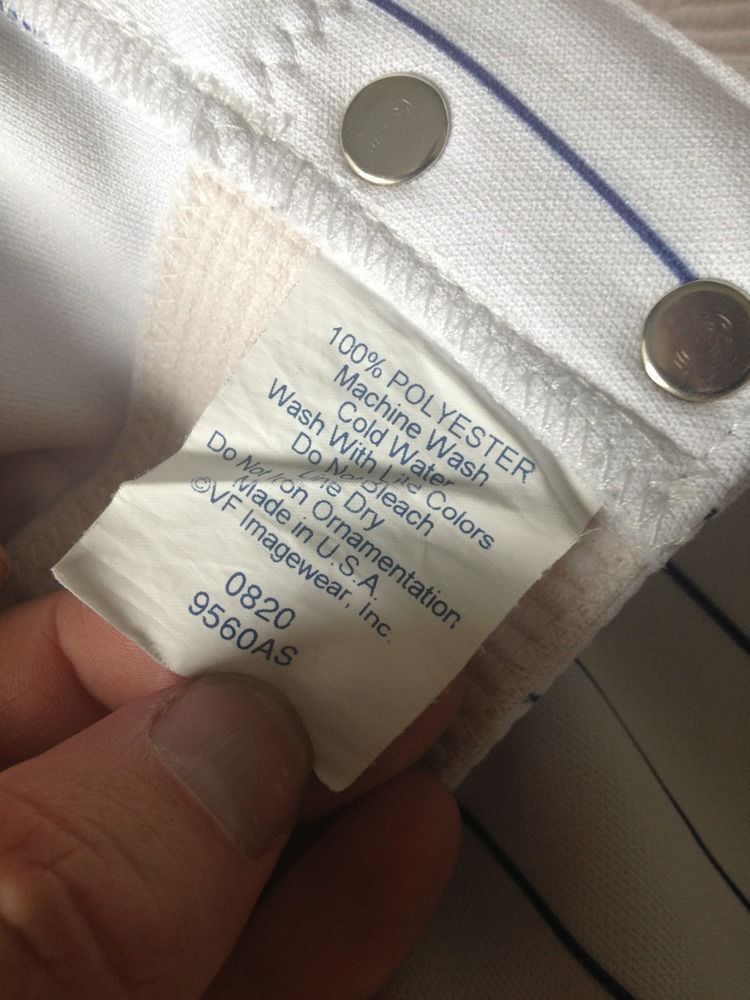 100% POLYESTER
Machine Wash
Cold Water
Wash With Like Colors
Do Not Bleach
Line Dry
Do Not Iron Ornamentation
Made in U.S.A.
©VF Imagewear, Inc.
0820
9560AS